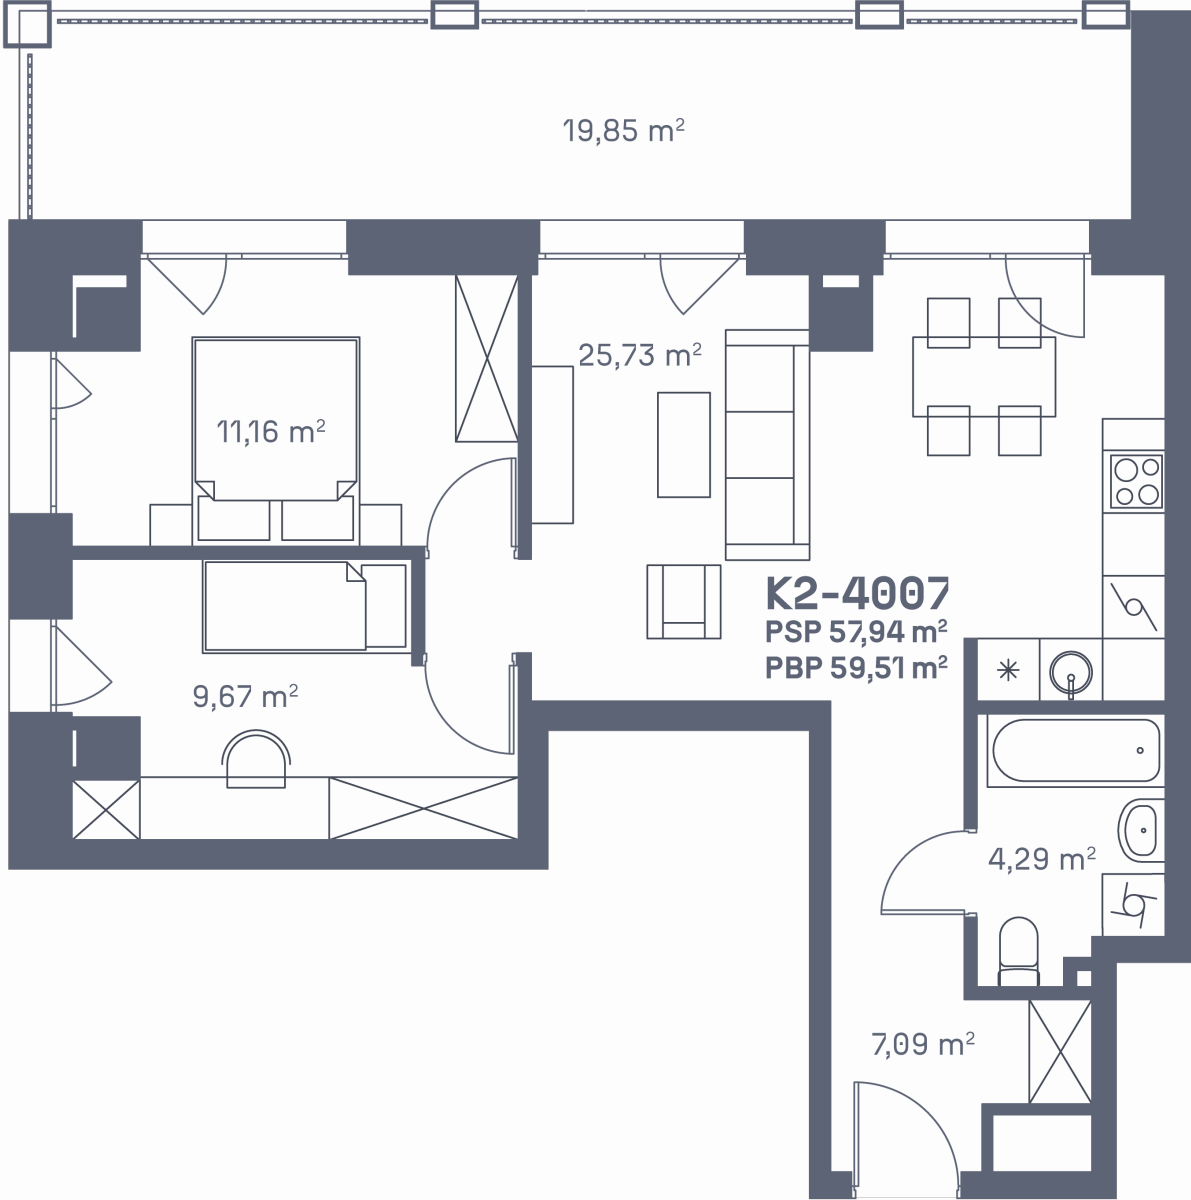 19,85 m²
25,73 m²
11,16 m²
K2-4007
PSP 57,94 m²
PBP 59,51 m²
9,67 m²
4,29 m²
7,09 m²